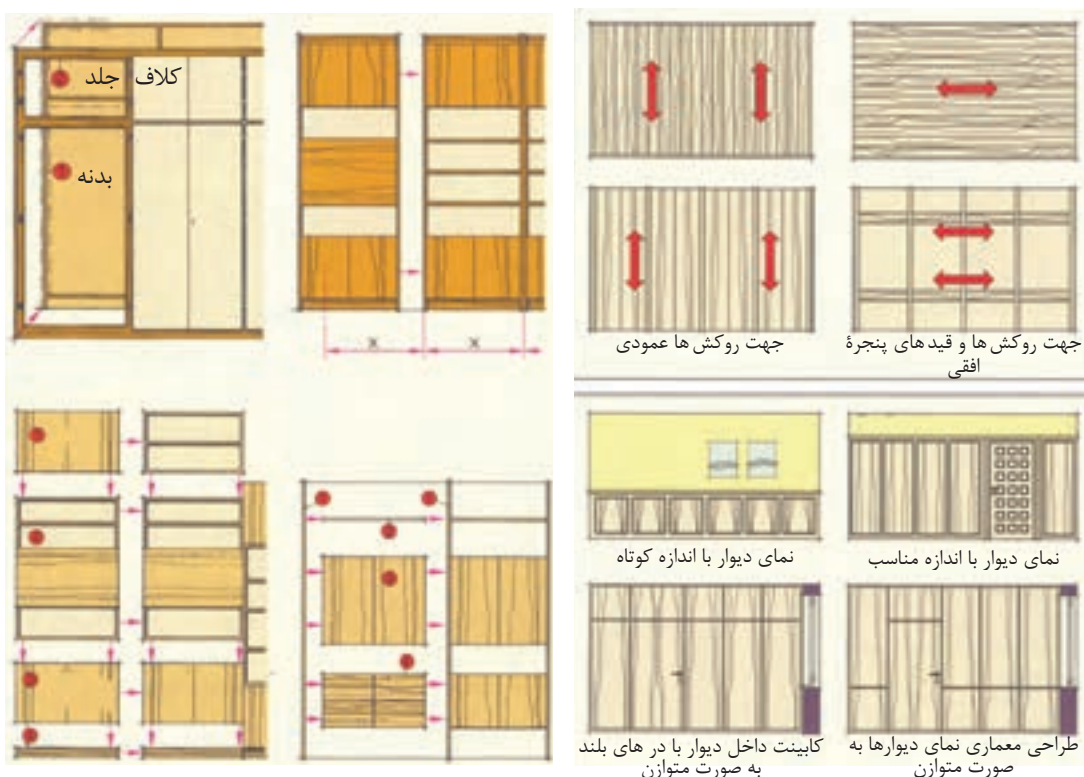 کلاف
جلد
بدنه
x
x
جهت روکش ها و قید های پنجرهٔ
افقی
جهت روکش ها عمودی
نمای دیوار با اندازه مناسب
نمای دیوار با اندازه کوتاه
طراحی معماری نمای دیوارها به
صورت متوازن
کابینت داخل دیوار با در های بلند
به صورت متوازن